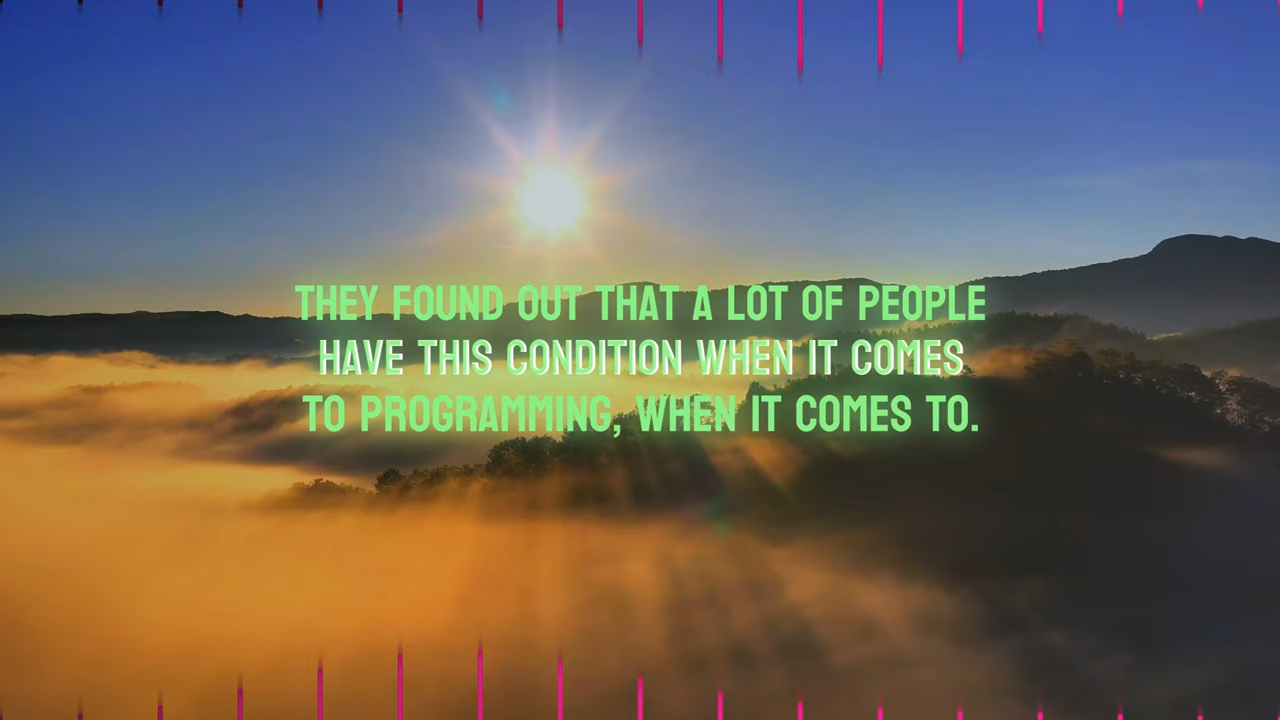 THEY FOUND OUT THAT A LOT OF PEOPLE
HAVE THIS CONDITION WHEN IT COMES
TO PROGRAMMING, WHEN IT COMES TO.